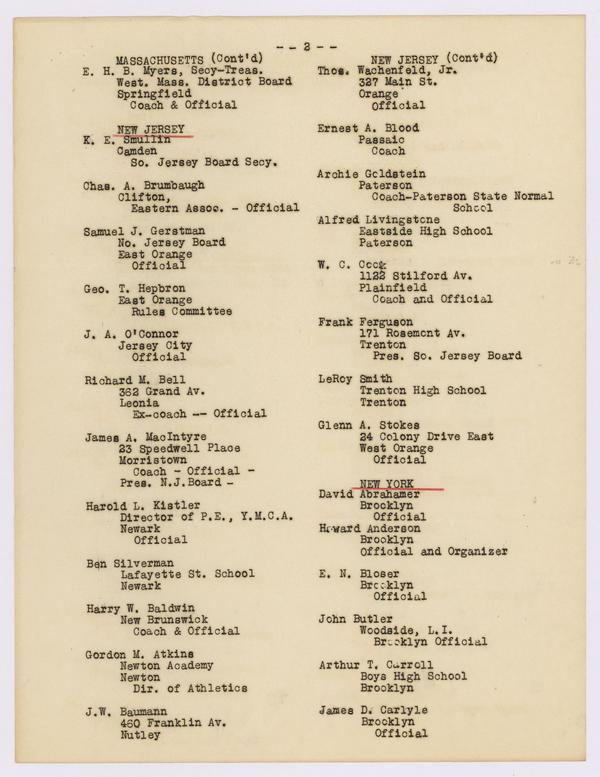 -- 2 --
MASSACHUSETTS (Cont'd)
E. H. B. Myers, Secy-Treas.
West. Mass. District Board
Springfield
Coach & Official
NEW JERSEY
K. E. Smullin
Camden
So. Jersey Board Secy.
Chas. A. Brumbaugh
Clifton,
Eastern Assoc. - Official
Samuel J. Gerstman
No. Jersey Board
East Orange
Official
Geo. T. Hepbron
East Orange
Rules Committee
J. A. O'Connor
Jersey City
Official
Richard M. Bell
362 Grand Av.
Leonia
Ex-coach -- Official
James A. MacIntyre
23 Speedwell Place
Morristown
Coach - Official -
Pres. N.J.Board -
Harold L. Kistler
Director of P.E., Y.M.C.A.
Newark
Official
Ben Silverman
Lafayette St. School
Newark
Harry W. Baldwin
New Brunswick
Coach & Official
Gordon M. Atkins
Newton Academy
Newton
Dir. of Athletics
J.W. Baumann
460 Franklin Av.
Nutley
NEW JERSEY (Cont'd)
Thos. Wachenfeld, Jr.
327 Main St.
Orange
Official
Ernest A. Blood
Passaic
Coach
Archie Goldstein
Paterson
Coach-Paterson State Normal
School
Alfred Livingstone
Eastside High School
Paterson
W. C. Cook
1122 Stilford Av.
Plainfield
Coach and Official
Frank Ferguson
171 Rosemont Av.
Trenton
Pres. So. Jersey Board
LeRoy Smith
Trenton High School
Trenton
Glenn A. Stokes
24 Colony Drive East
West Orange
Official
NEW YORK
David Abrahamer
Brooklyn
Official
Howard Anderson
Brooklyn
Official and Organizer
E. N. Bloser
Brooklyn
Official
John Butler
Woodside, L.I.
Brooklyn Official
Arthur T. Carroll
Boys High School
Brooklyn
James D. Carlyle
Brooklyn
Official